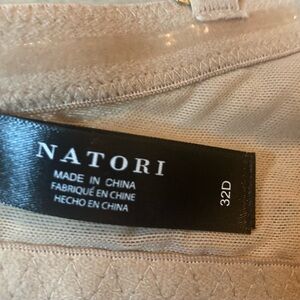 NATORI
MADE IN CHINA
FABRIQUÉ EN CHINE
HECHO EN CHINA
32D